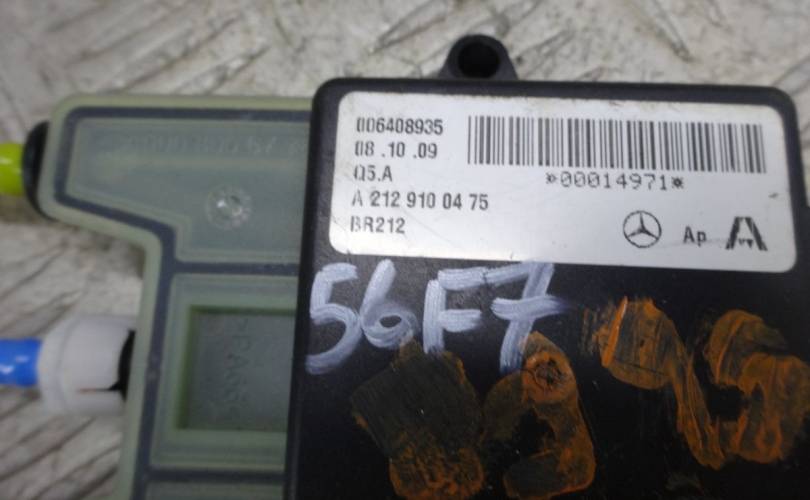 006408935
08.10.09
Q5.A
*00014971*
A 212 910 04 75
BR212
Ap
56F7